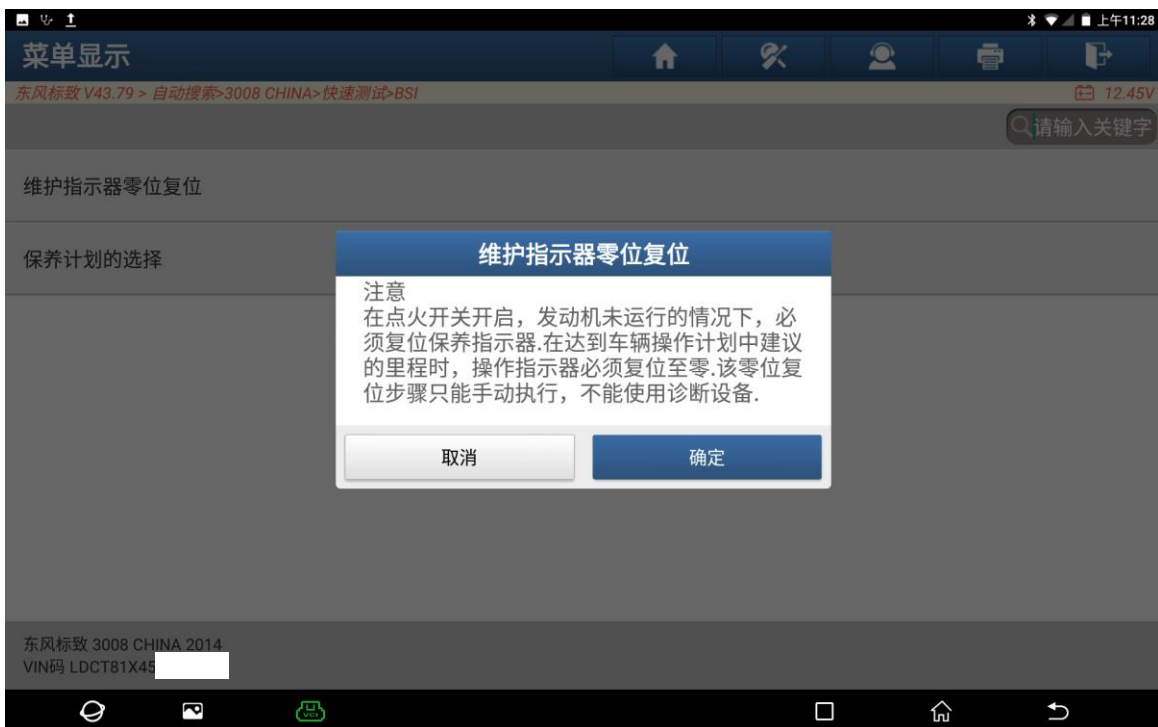 上午11:28
菜单显示
东风标致 V43.79 > 自动搜索>3008 CHINA>快速测试>BSI
12.45V
请输入关键字
维护指示器零位复位
保养计划的选择
维护指示器零位复位
注意
在点火开关开启，发动机未运行的情况下，必
须复位保养指示器.在达到车辆操作计划中建议
的里程时，操作指示器必须复位至零.该零位复
位步骤只能手动执行，不能使用诊断设备.
取消
确定
东风标致 3008 CHINA 2014
VIN码 LDCT81X45
VCI